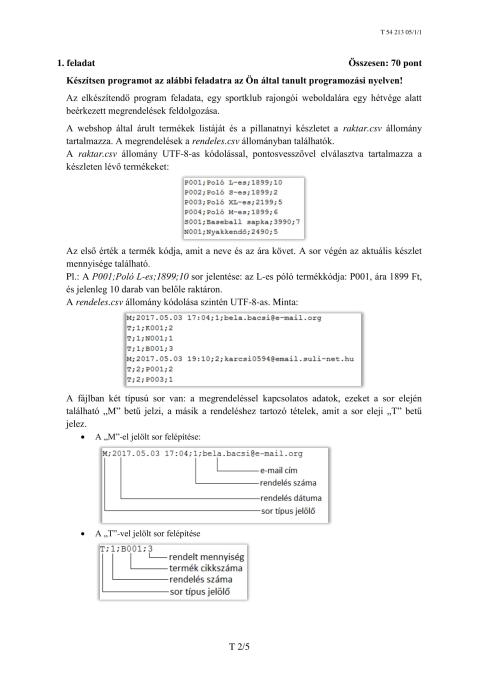 T 54 213 05/1/1
1. feladat Összesen: 70 pont
Készítsen programot az alábbi feladatra az Ön által tanult programozási nyelven!
Az elkészítendő program feladata, egy sportklub rajongói weboldalára egy hétvége alatt
beérkezett megrendelések feldolgozása.
A webshop által árult termékek listáját és a pillanatnyi készletet a raktar.csv állomány
tartalmazza. A megrendelések a rendeles.csv állományban találhatók.
A raktar.csv állomány UTF-8-as kódolással, pontosvesszővel elválasztva tartalmazza a
készleten lévő termékeket:
P001;Póló L-es;1899;10
P002;Póló S-es;1899;2
P003;Póló XL-es;2199;5
P004;Póló M-es;1899;6
S001;Baseball sapka;3990;7
N001;Nyakkendő;2490;5
Az első érték a termék kódja, amit a neve és az ára követ. A sor végén az aktuális készlet
mennyisége található.
Pl.: A P001;Póló L-es;1899;10 sor jelentése: az L-es póló termékkódja: P001, ára 1899 Ft,
és jelenleg 10 darab van belőle raktáron.
A rendeles.csv állomány kódolása szintén UTF-8-as. Minta:
M;2017.05.03 17:04;1;bela.bacsi@e-mail.org
T;1;K001;2
T;1;N001;1
T;1;B001;3
M;2017.05.03 19:10;2;karcsi0594@email.suli-net.hu
T;2;P001;2
T;2;P003;1
A fájlban két típusú sor van: a megrendeléssel kapcsolatos adatok, ezeket a sor elején
található „M” betű jelzi, a másik a rendeléshez tartozó tételek, amit a sor eleji „T” betű
jelez.
• A „M”-el jelölt sor felépítése:
M;2017.05.03 17:04;1;bela.bacsi@e-mail.org
e-mail cím
rendelés száma
rendelés dátuma
sor típus jelölő
• A „T”-vel jelölt sor felépítése
T;1;B001;3
rendelt mennyiség
termék cikkszáma
rendelés száma
sor típus jelölő
T 2/5